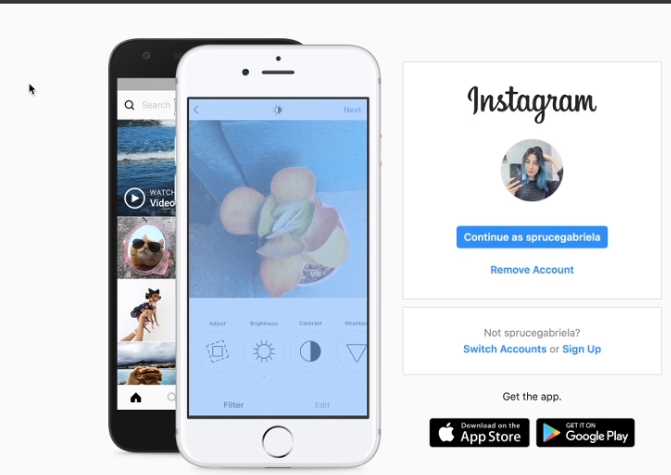 Search
WATCH
Video
Next
Adjust
Brightness
Contrast
Structure
Filter
Edit
Instagram
Continue as sprucegabriela
Remove Account
Not sprucegabriela?
Switch Accounts or Sign Up
Get the app.
Download on the
App Store
GET IT ON
Google Play